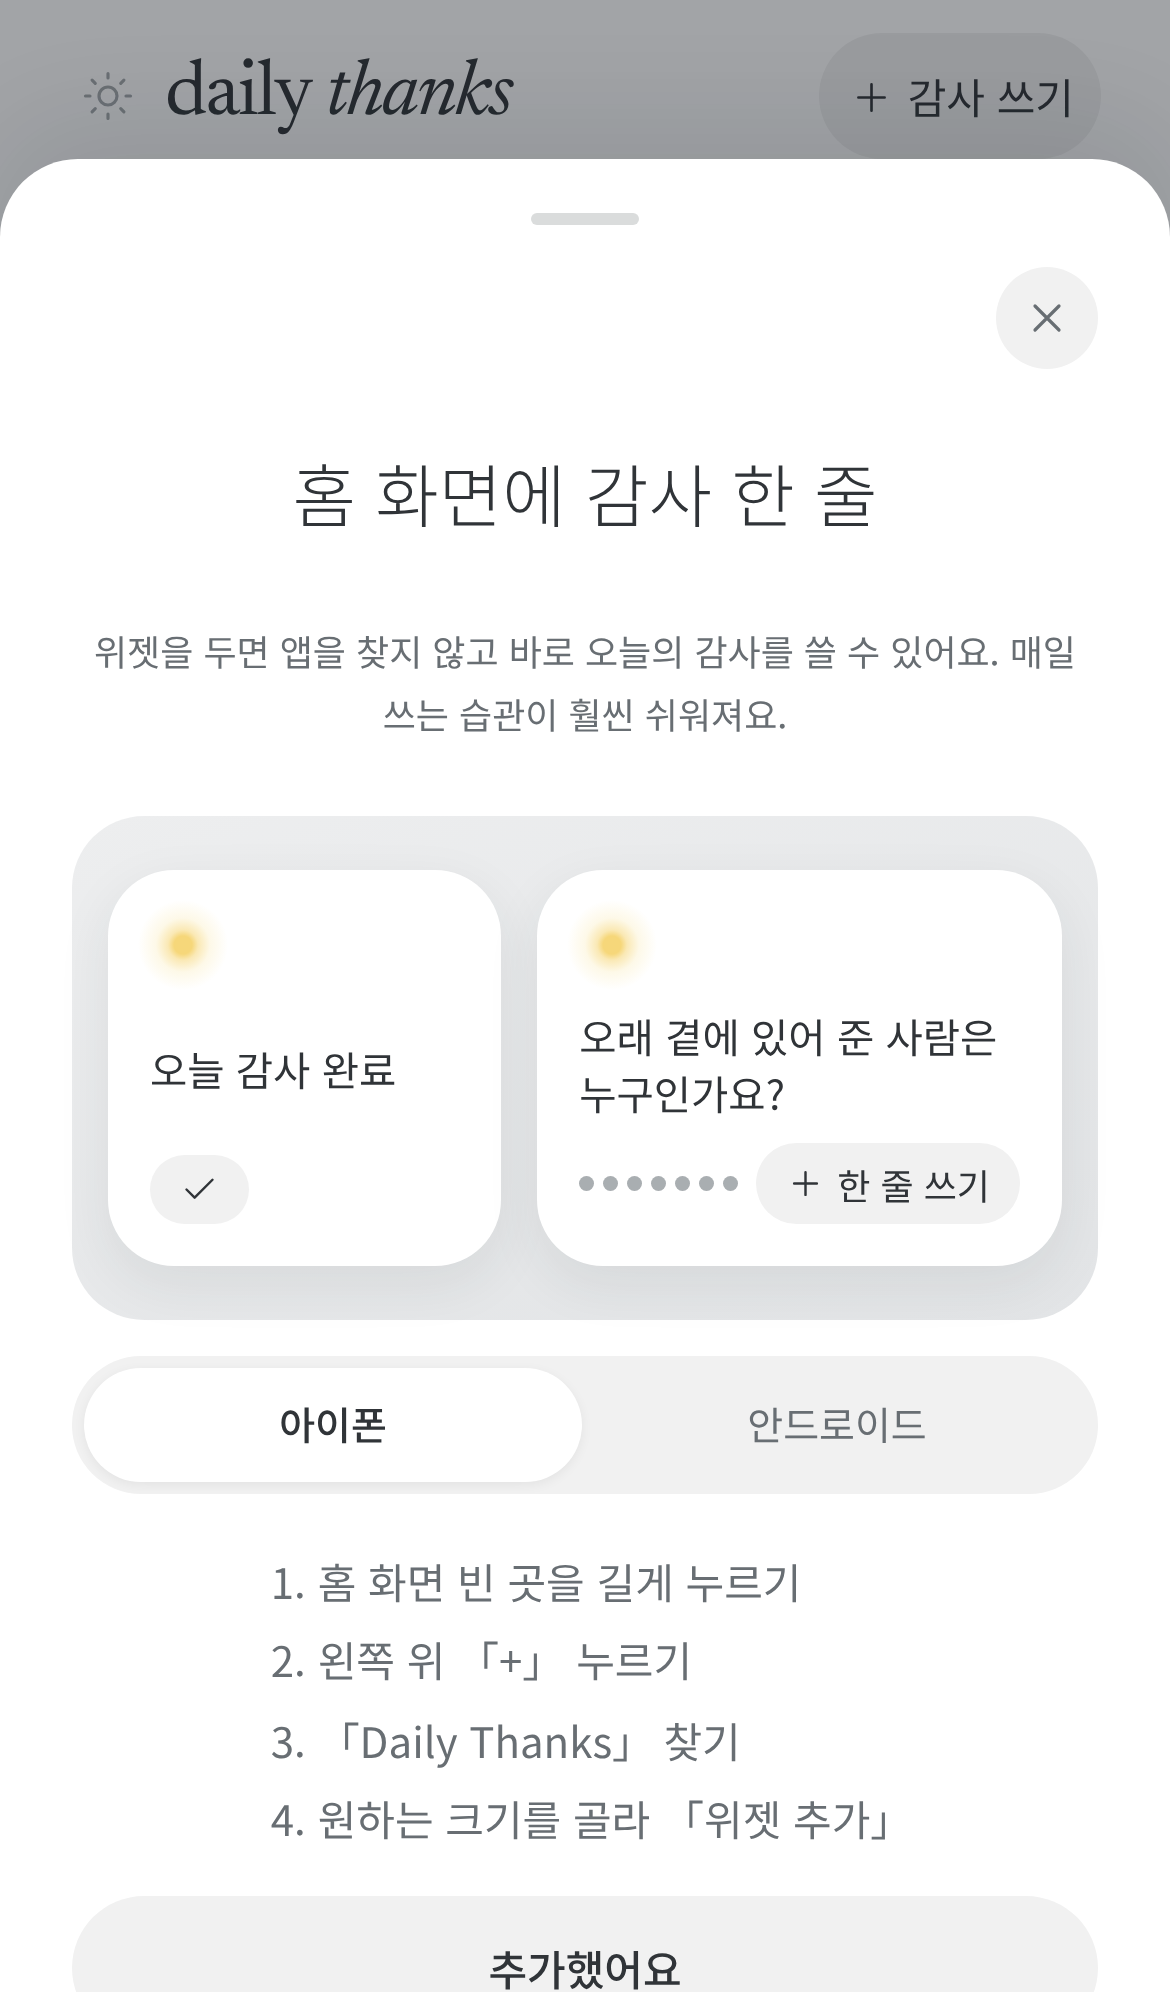 daily thanks
+ 감사 쓰기
홈 화면에 감사 한 줄
위젯을 두면 앱을 찾지 않고 바로 오늘의 감사를 쓸 수 있어요. 매일
쓰는 습관이 훨씬 쉬워져요.
오늘 감사 완료
오래 곁에 있어 준 사람은
누구인가요?
+ 한 줄 쓰기
아이폰
안드로이드
1. 홈 화면 빈 곳을 길게 누르기
2. 왼쪽 위 「+」 누르기
3. 「Daily Thanks」 찾기
4. 원하는 크기를 골라 「위젯 추가」
추가했어요